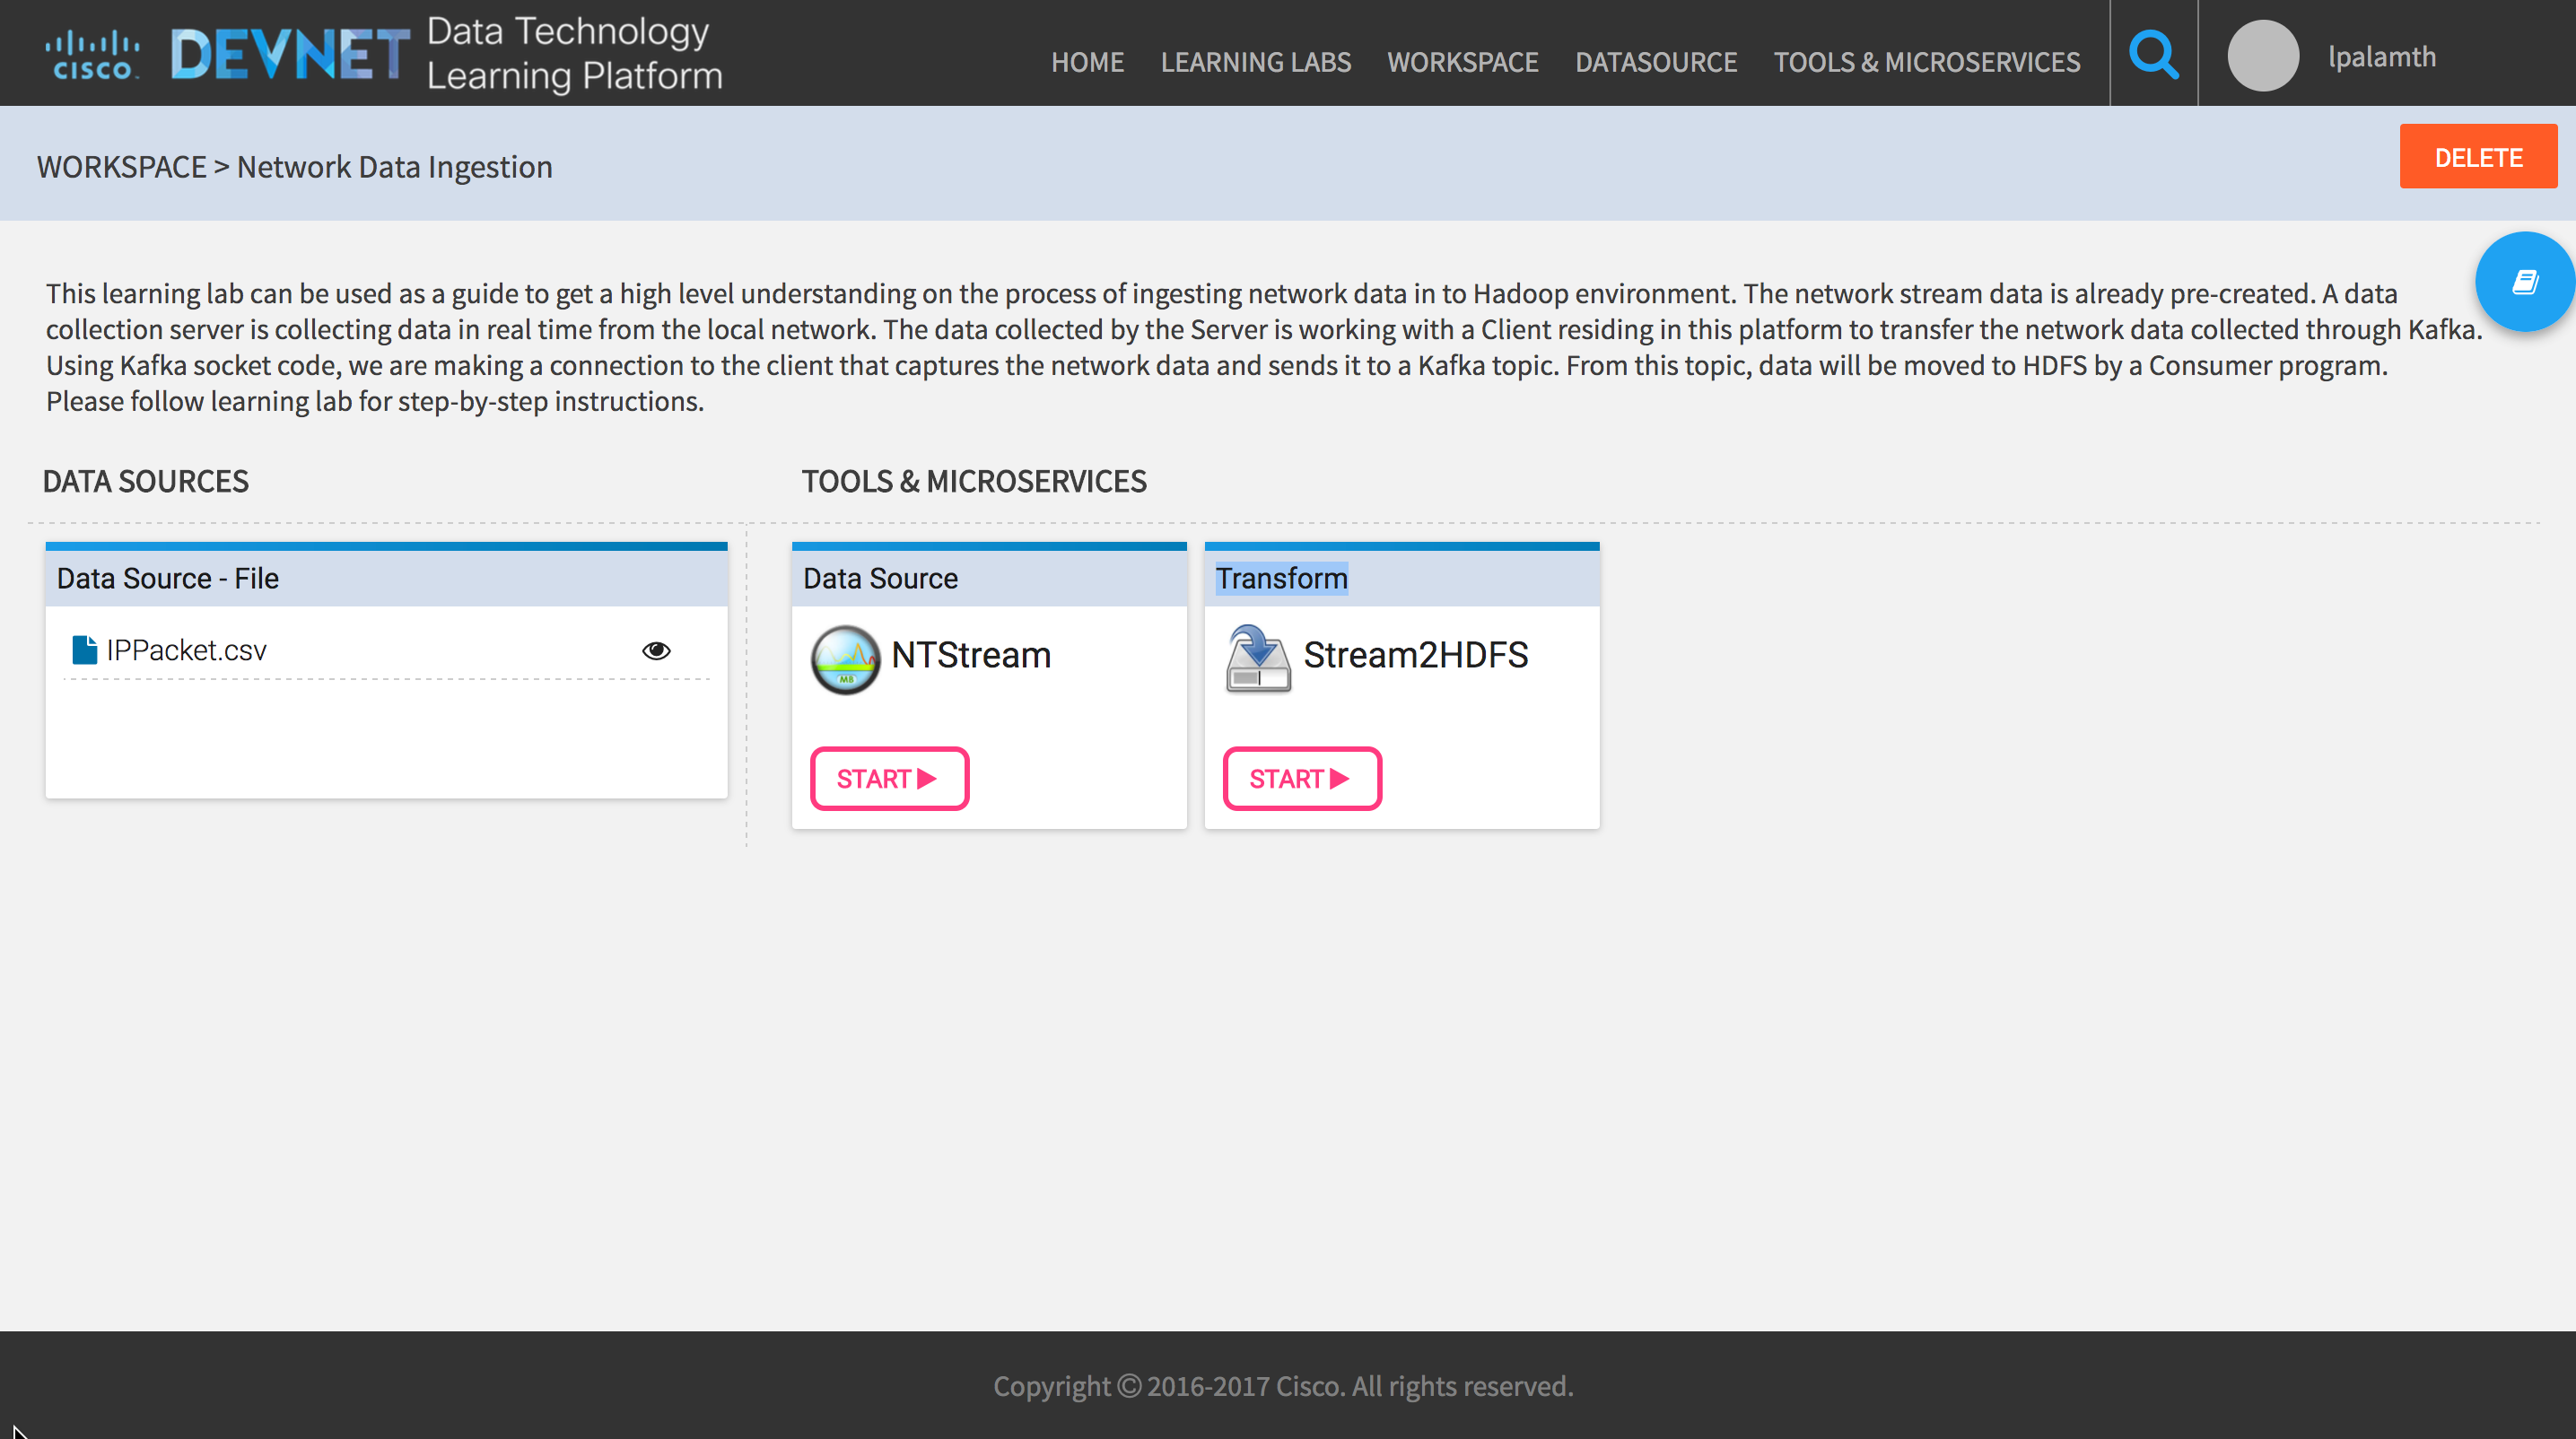 CISCO
DEVNET
Data Technology
Learning Platform
HOME LEARNING LABS WORKSPACE DATASOURCE TOOLS & MICROSERVICES
lpalamth
WORKSPACE > Network Data Ingestion
DELETE
This learning lab can be used as a guide to get a high level understanding on the process of ingesting network data in to Hadoop environment. The network stream data is already pre-created. A data
collection server is collecting data in real time from the local network. The data collected by the Server is working with a Client residing in this platform to transfer the network data collected through Kafka.
Using Kafka socket code, we are making a connection to the client that captures the network data and sends it to a Kafka topic. From this topic, data will be moved to HDFS by a Consumer program.
Please follow learning lab for step-by-step instructions.
DATA SOURCES
TOOLS & MICROSERVICES
Data Source - File
IPPacket.csv
Data Source
MB
NTStream
START
Transform
Stream2HDFS
START
Copyright © 2016-2017 Cisco. All rights reserved.